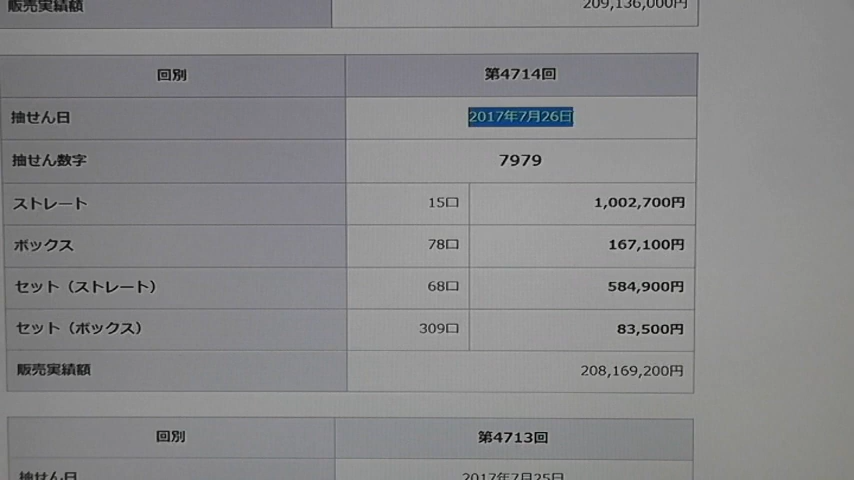 販売実績額 209,136,000円
回別 第4714回
抽せん日 2017年7月26日
抽せん数字 7979
ストレート 15口 1,002,700円
ボックス 78口 167,100円
セット（ストレート） 68口 584,900円
セット（ボックス） 309口 83,500円
販売実績額 208,169,200円
回別 第4713回
抽せん日 2017年7月25日